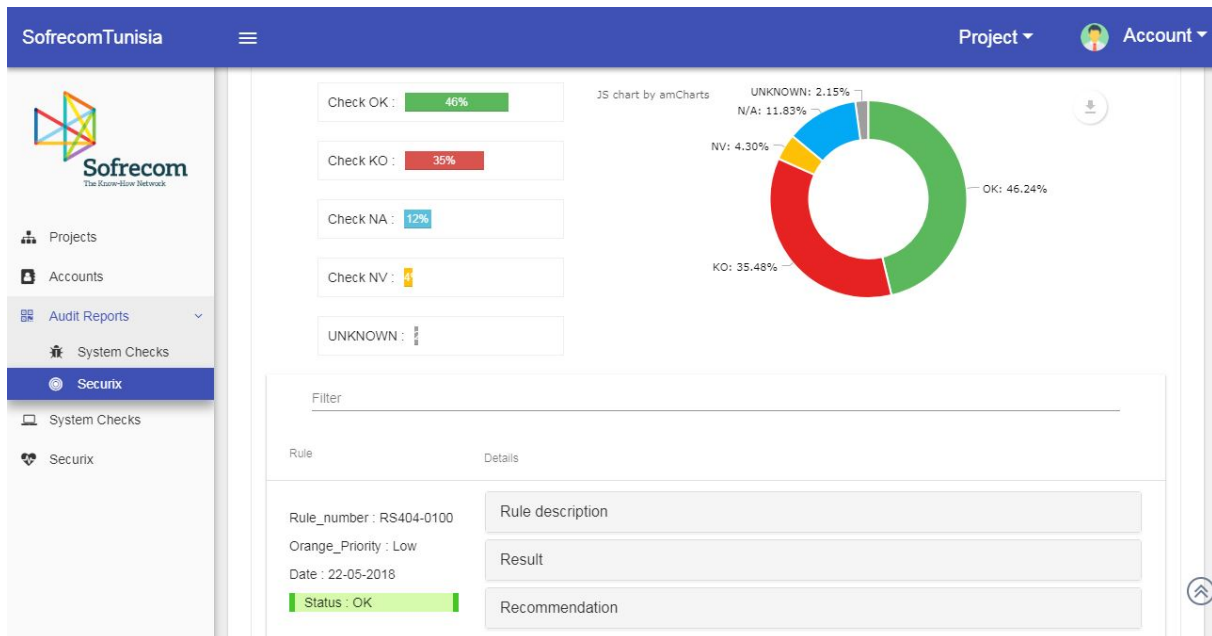 SofrecomTunisia
Project
Account
Sofrecom
The Know-How Network
Projects
Accounts
Audit Reports
System Checks
Securix
System Checks
Securix
Check OK :
46%
Check KO :
35%
Check NA :
12%
Check NV :
4
UNKNOWN :
JS chart by amCharts
UNKNOWN: 2.15%
N/A: 11.83%
NV: 4.30%
OK: 46.24%
KO: 35.48%
Filter
Rule
Details
Rule_number : RS404-0100
Orange_Priority : Low
Date : 22-05-2018
Status : OK
Rule description
Result
Recommendation